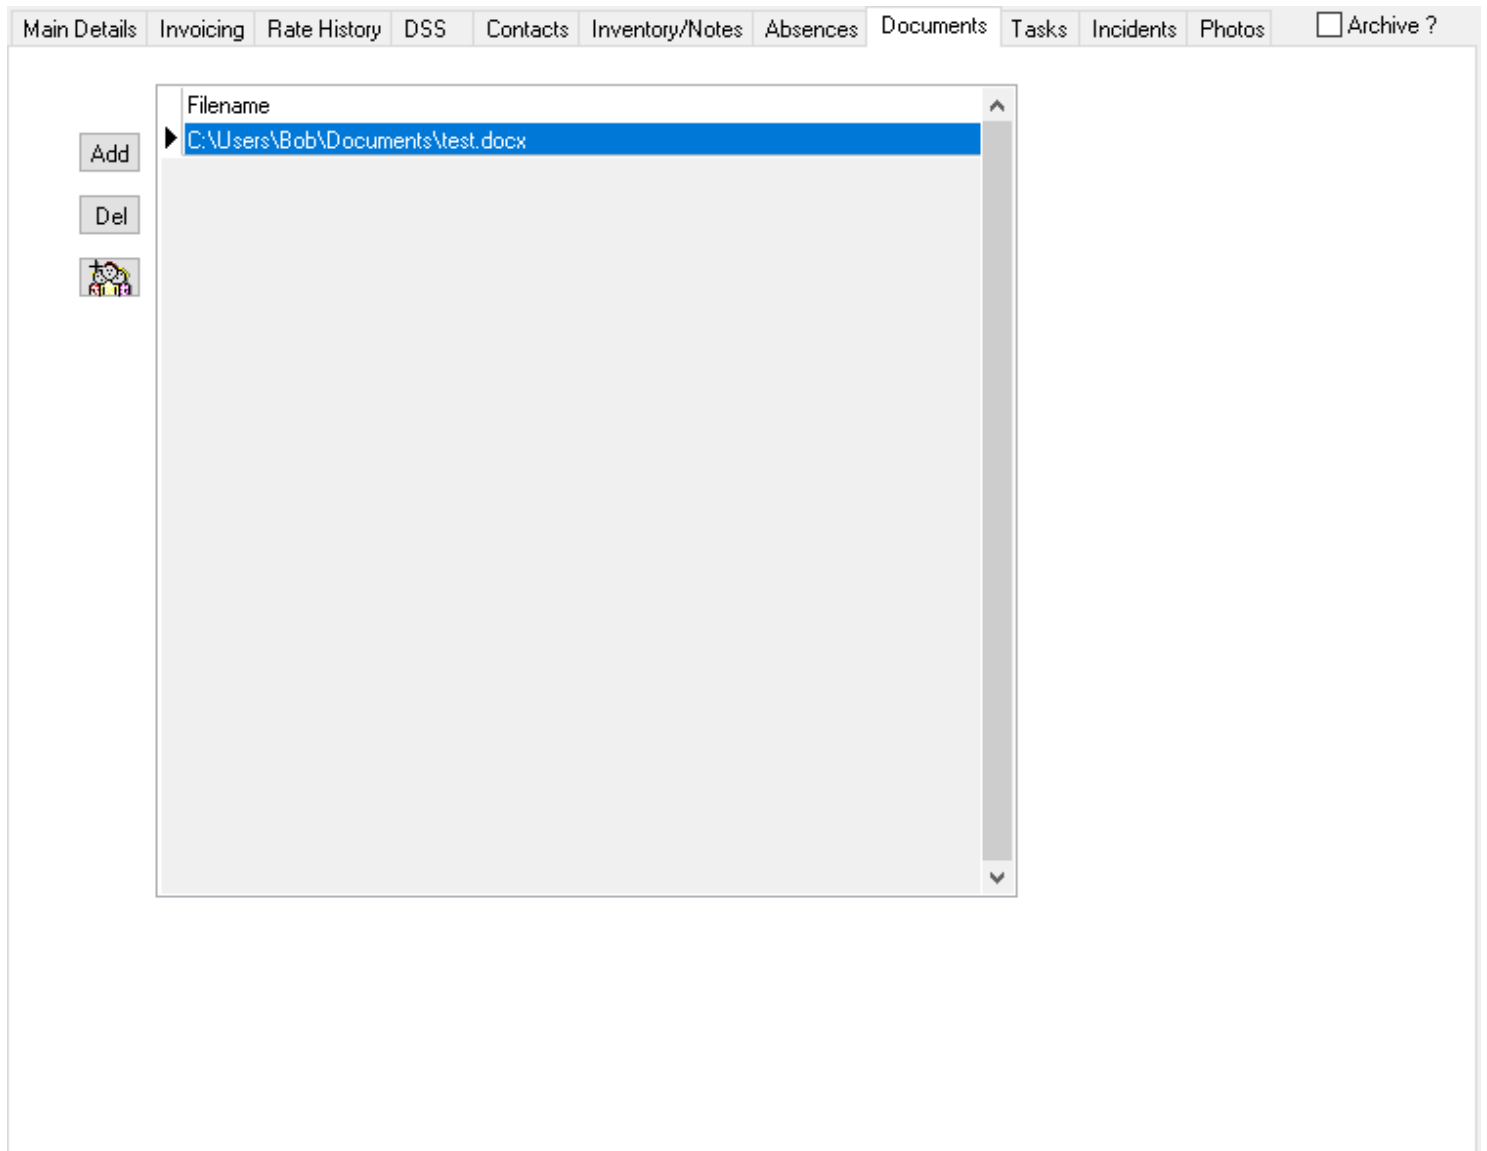 Main Details Invoicing Rate History DSS Contacts Inventory/Notes Absences Documents Tasks Incidents Photos Archive ?
Filename
C:\Users\Bob\Documents\test.docx
Add
Del